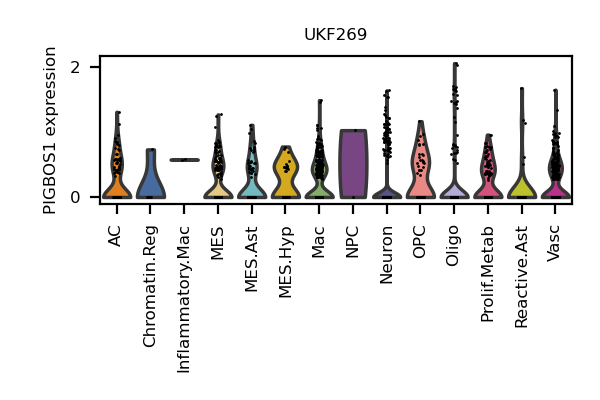 UKF269
PIGBOS1 expression
2
0
AC
Chromatin.Reg
Inflammatory.Mac
MES
MES.Ast
MES.Hyp
Mac
NPC
Neuron
OPC
Oligo
Prolif.Metab
Reactive.Ast
Vasc